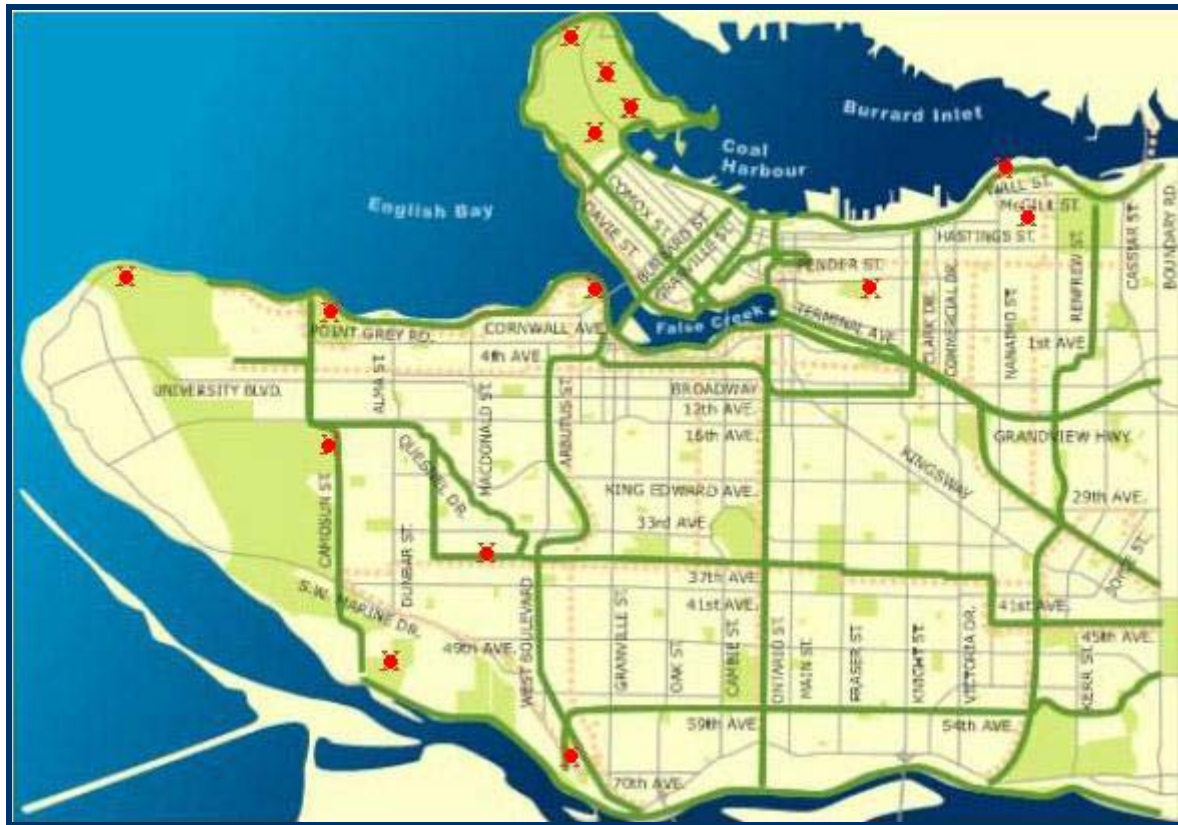 Burrard Inlet
Coal
Harbour
English Bay
WALL ST.
McGILL ST.
HASTINGS ST.
COMOX ST.
DAVIE ST.
BURRARD ST.
GRANVILLE ST.
PENDER ST.
TERMINAL AVE.
False Creek
CLARK DR.
COMMERCIAL DR.
NANAIMO ST.
RENFREW ST.
CASSIAR ST.
BOUNDARY RD.
1st AVE.
POINT GREY RD.
CORNWALL AVE.
4th AVE.
UNIVERSITY BLVD.
ALMA ST.
MACDONALD ST.
ARBUTUS ST.
BROADWAY
12th AVE.
16th AVE.
GRANDVIEW HWY.
QUESNEL DR.
KINGSWAY
KING EDWARD AVE.
29th AVE.
33rd AVE.
CAMOSUN ST.
DUNBAR ST.
JOYCE ST.
37th AVE.
S.W. MARINE DR.
41st AVE.
41st AVE.
45th AVE.
49th AVE.
WEST BOULEVARD
GRANVILLE ST.
OAK ST.
CAMBLE ST.
ONTARIO ST.
MAIN ST.
FRASER ST.
KNIGHT ST.
VICTORIA DR.
KERR ST.
59th AVE.
54th AVE.
70th AVE.